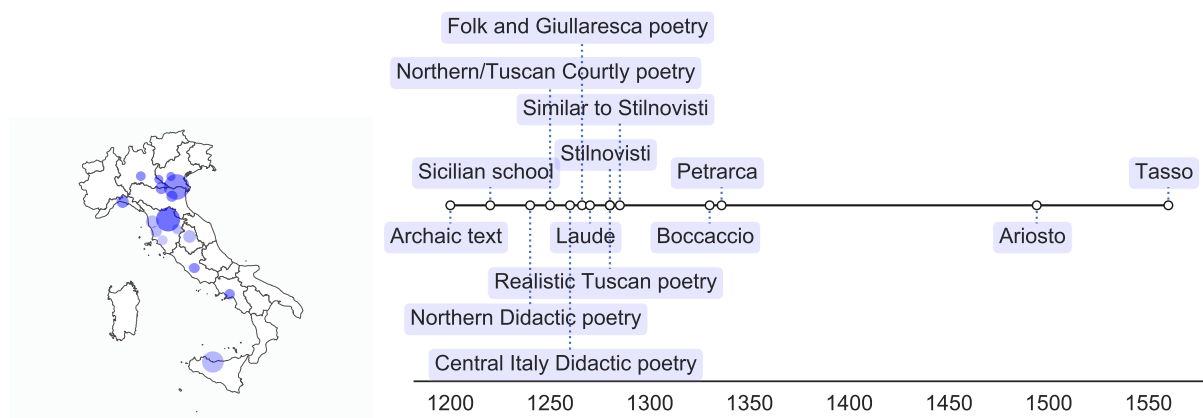 Folk and Giullaresca poetry
Northern/Tuscan Courtly poetry
Similar to Stilnovisti
Stilnovisti
Sicilian school
Petrarca
Tasso
Archaic text
Laude
Boccaccio
Ariosto
Realistic Tuscan poetry
Northern Didactic poetry
Central Italy Didactic poetry
1200 1250 1300 1350 1400 1450 1500 1550